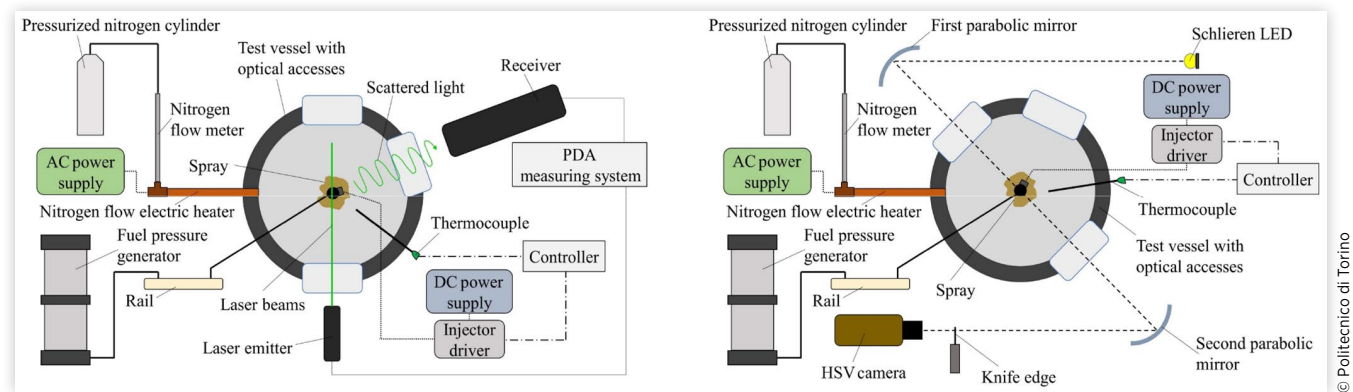 Pressurized nitrogen cylinder
Test vessel with
optical accesses
Receiver
Scattered light
Nitrogen
flow meter
PDA
measuring system
AC power
supply
Spray
Nitrogen flow electric heater
Fuel pressure
generator
Thermocouple
Controller
DC power
supply
Rail
Laser beams
Injector
driver
Laser emitter
Pressurized nitrogen cylinder
First parabolic mirror
Schlieren LED
DC power
supply
Nitrogen
flow meter
Injector
driver
AC power
supply
Controller
Nitrogen flow electric heater
Thermocouple
Fuel pressure
generator
Test vessel with
optical accesses
Rail
Spray
HSV camera
Knife edge
Second parabolic
mirror
© Politecnico di Torino